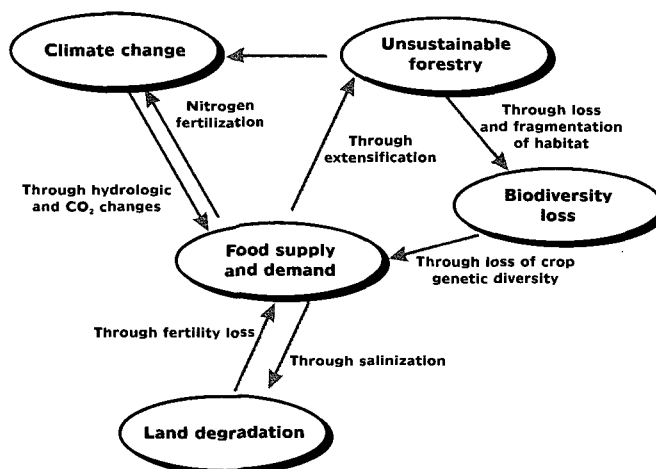 Climate change
Unsustainable
forestry
Nitrogen
fertilization
Through
extensification
Through loss
and fragmentation
of habitat
Through hydrologic
and CO₂ changes
Biodiversity
loss
Food supply
and demand
Through loss of crop
genetic diversity
Through fertility loss
Through salinization
Land degradation